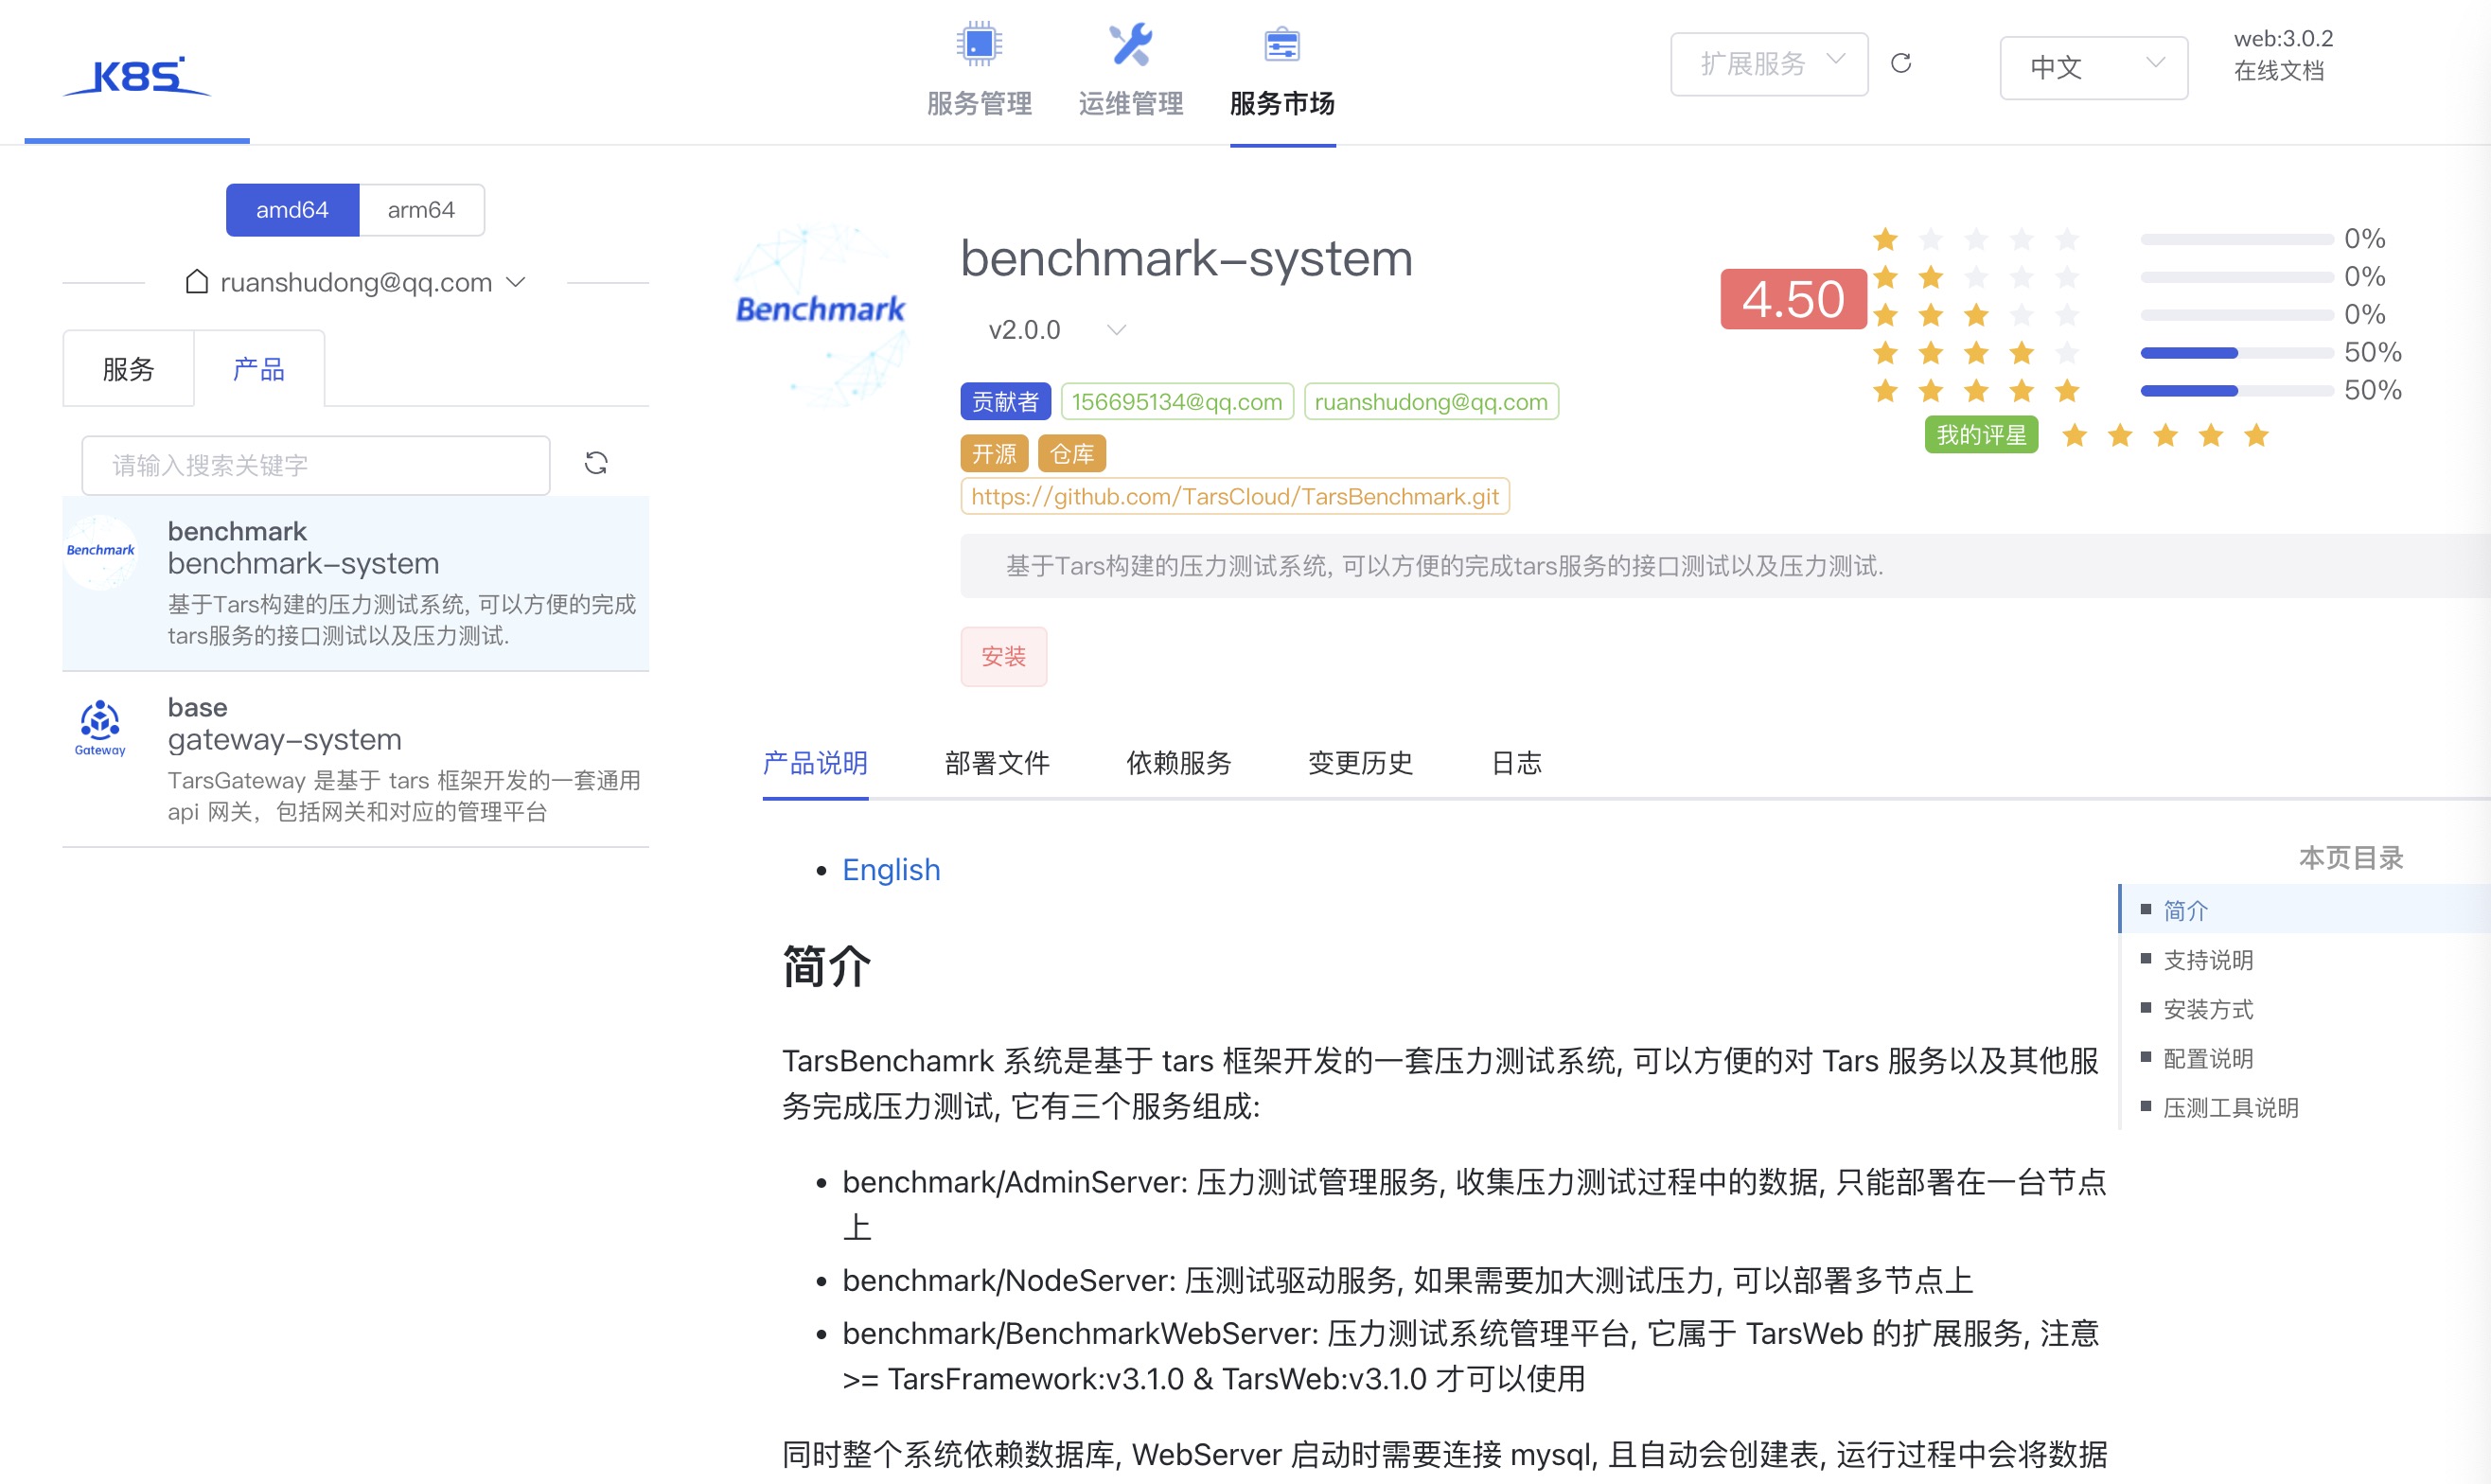 K8S
服务管理
运维管理
服务市场
扩展服务
中文
web:3.0.2
在线文档
amd64
arm64
ruanshudong@qq.com
服务
产品
请输入搜索关键字
Benchmark
benchmark
benchmark-system
基于Tars构建的压力测试系统, 可以方便的完成
tars服务的接口测试以及压力测试.
Gateway
base
gateway-system
TarsGateway 是基于 tars 框架开发的一套通用
api 网关，包括网关和对应的管理平台
Benchmark
benchmark-system
v2.0.0
贡献者 156695134@qq.com ruanshudong@qq.com
开源 仓库
https://github.com/TarsCloud/TarsBenchmark.git
4.50
0%
0%
0%
50%
50%
我的评星
基于Tars构建的压力测试系统, 可以方便的完成tars服务的接口测试以及压力测试.
安装
产品说明 部署文件 依赖服务 变更历史 日志
English
简介
TarsBenchamrk 系统是基于 tars 框架开发的一套压力测试系统, 可以方便的对 Tars 服务以及其他服
务完成压力测试, 它有三个服务组成:
benchmark/AdminServer: 压力测试管理服务, 收集压力测试过程中的数据, 只能部署在一台节点
上
benchmark/NodeServer: 压测试驱动服务, 如果需要加大测试压力, 可以部署多节点上
benchmark/BenchmarkWebServer: 压力测试系统管理平台, 它属于 TarsWeb 的扩展服务, 注意
>= TarsFramework:v3.1.0 & TarsWeb:v3.1.0 才可以使用
同时整个系统依赖数据库, WebServer 启动时需要连接 mysql, 且自动会创建表, 运行过程中会将数据
本页目录
简介
支持说明
安装方式
配置说明
压测工具说明